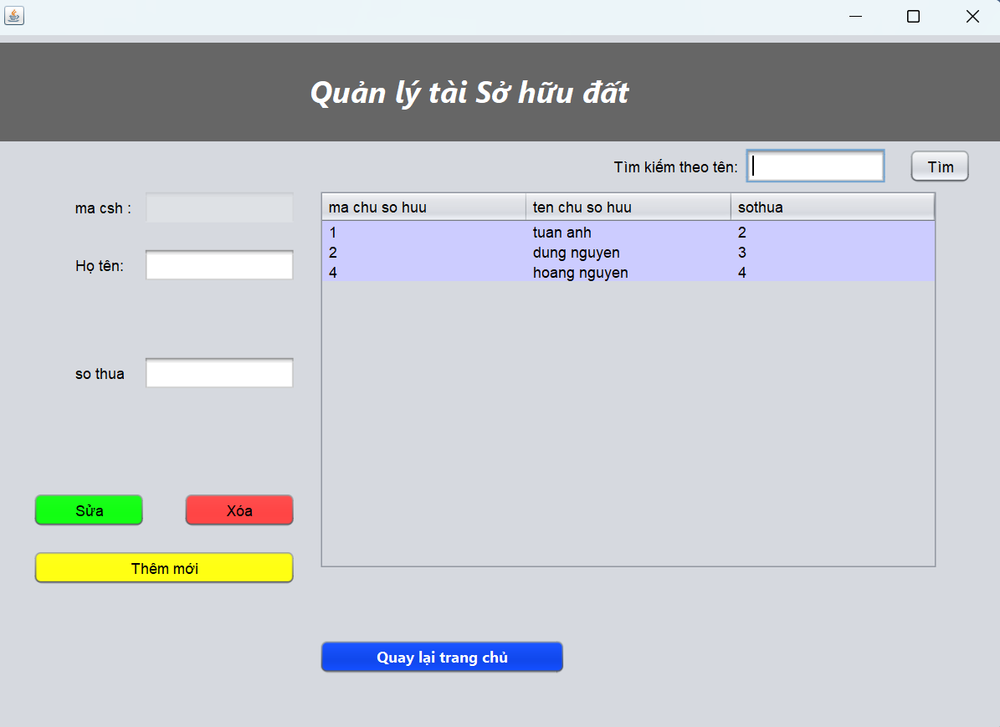 Quản lý tài Sở hữu đất
Tìm kiếm theo tên:
Tìm
ma csh :
Họ tên:
so thua
ma chu so huu ten chu so huu sothua
1 tuan anh 2
2 dung nguyen 3
4 hoang nguyen 4
Sửa
Xóa
Thêm mới
Quay lại trang chủ